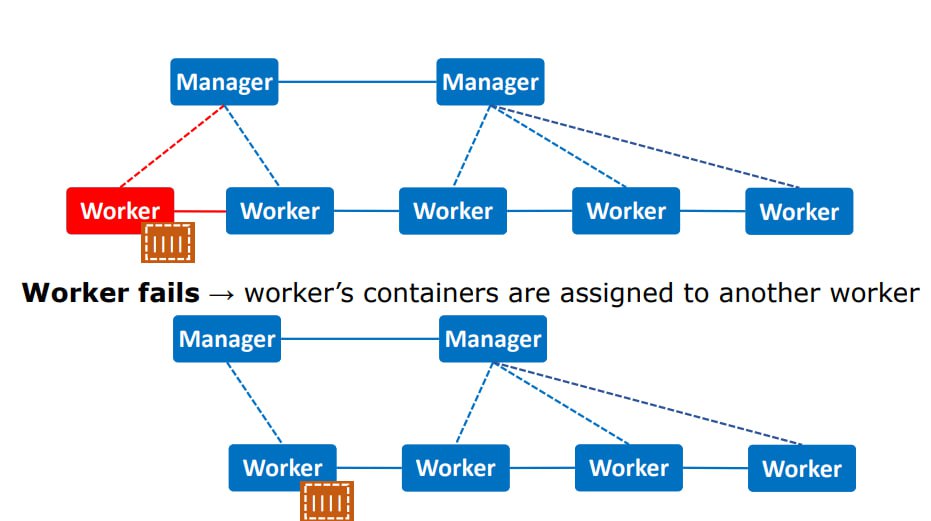 Manager Manager
Worker Worker Worker Worker Worker
Worker fails → worker’s containers are assigned to another worker
Manager Manager
Worker Worker Worker Worker